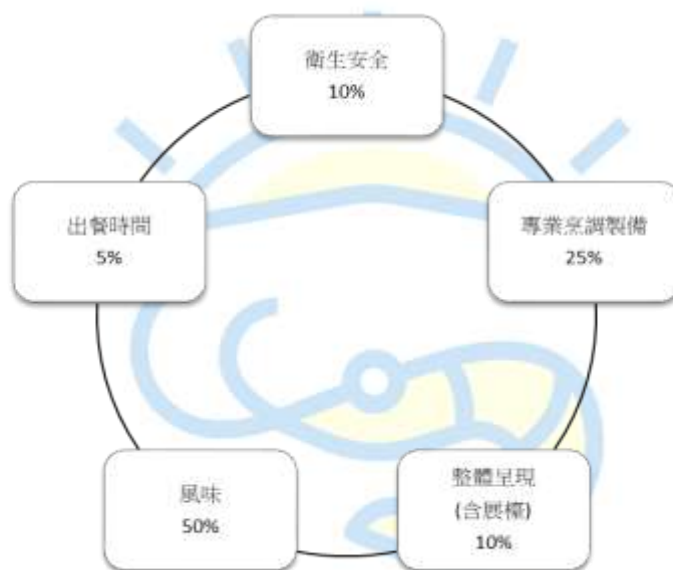 衛生安全
10%
專業烹調製備
25%
整體呈現
(含展檯)
10%
風味
50%
出餐時間
5%